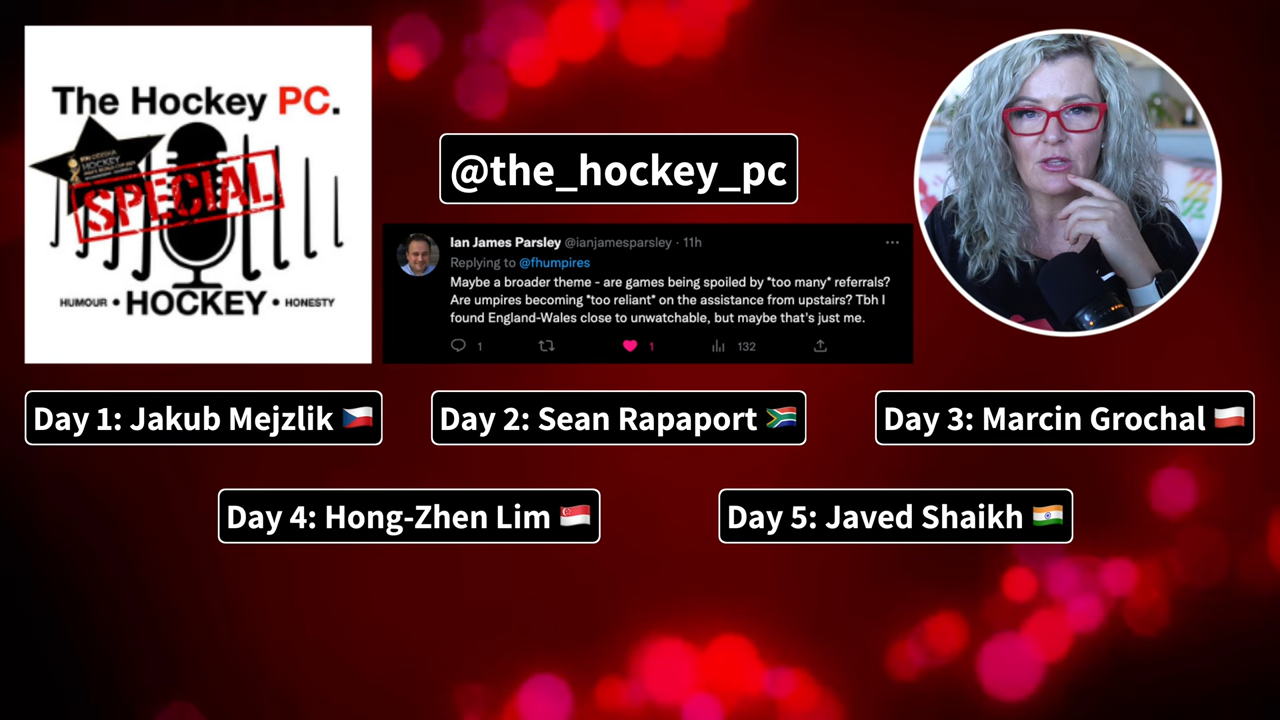 The Hockey PC.
HOCKEY
SPECIAL
HUMOUR • HOCKEY • HONESTY
@the_hockey_pc
Ian James Parsley @ianjamesparsley · 11h
Replying to @fhumpires
Maybe a broader theme - are games being spoiled by *too many* referrals?
Are umpires becoming *too reliant* on the assistance from upstairs? Tbh I
found England-Wales close to unwatchable, but maybe that's just me.
1 1 132
Day 1: Jakub Mejzlik 🇨🇿
Day 2: Sean Rapaport 🇿🇦
Day 3: Marcin Grochal 🇵🇱
Day 4: Hong-Zhen Lim 🇸🇬
Day 5: Javed Shaikh 🇮🇳